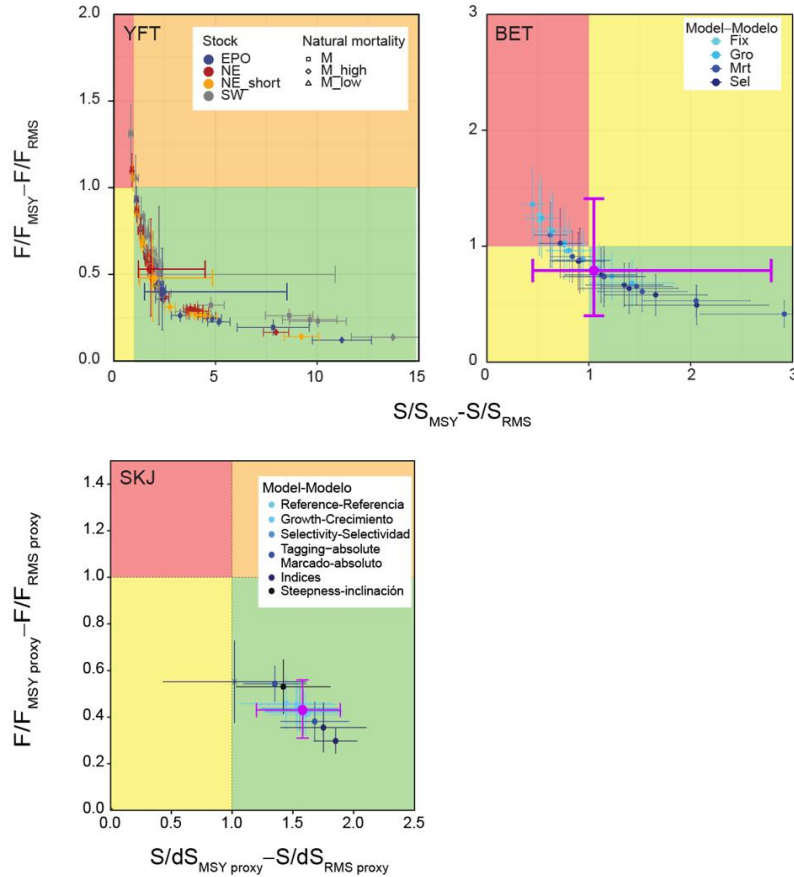 YFT
Stock
Natural mortality
EPO
NE
NE_short
SW
M
M_high
M_low
2.0
1.5
1.0
0.5
0.0
0
5
10
15
F/F_MSY–F/F_RMS
BET
Model–Modelo
Fix
Gro
Mrt
Sel
3
2
1
0
0
1
2
3
S/S_MSY-S/S_RMS
SKJ
Model-Modelo
Reference-Referencia
Growth-Crecimiento
Selectivity-Selectividad
Tagging–absolute
Marcado-absoluto
Indices
Steepness-inclinación
1.4
1.2
1.0
0.8
0.6
0.4
0.2
0.0
0.0
0.5
1.0
1.5
2.0
2.5
F/F_MSY proxy–F/F_RMS proxy
S/dS_MSY proxy–S/dS_RMS proxy